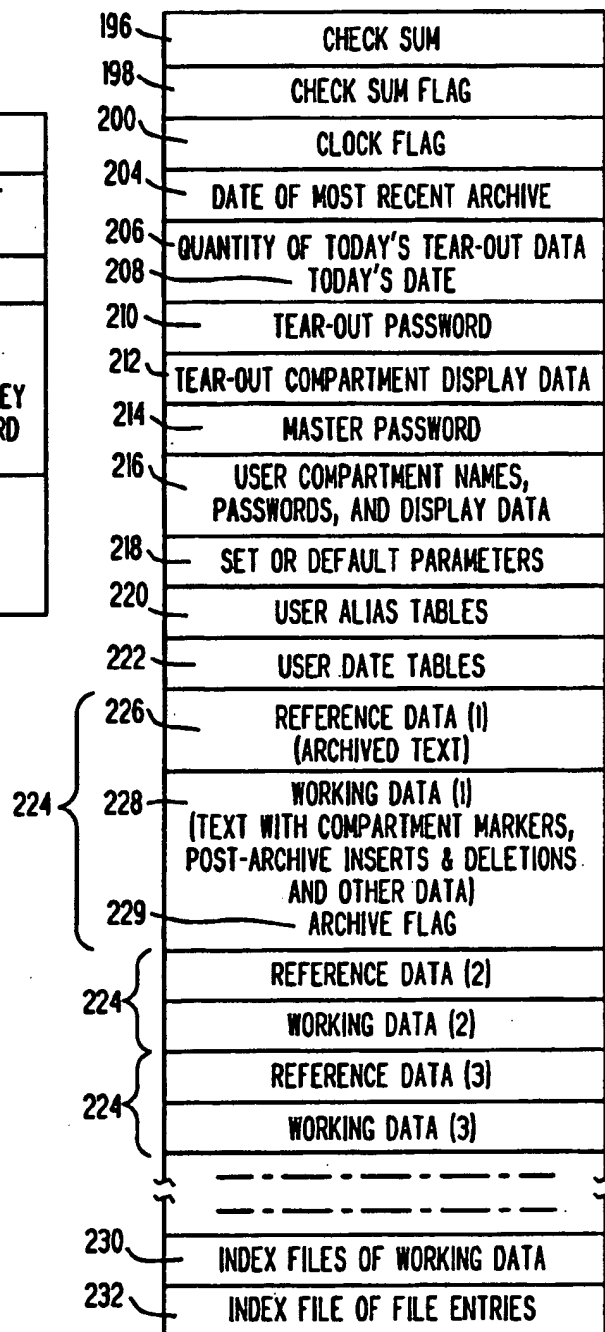 196 CHECK SUM
198 CHECK SUM FLAG
200 CLOCK FLAG
204 DATE OF MOST RECENT ARCHIVE
206 QUANTITY OF TODAY'S TEAR-OUT DATA
208 TODAY'S DATE
210 TEAR-OUT PASSWORD
212 TEAR-OUT COMPARTMENT DISPLAY DATA
EY
RD
214 MASTER PASSWORD
216 USER COMPARTMENT NAMES,
PASSWORDS, AND DISPLAY DATA
218 SET OR DEFAULT PARAMETERS
220 USER ALIAS TABLES
222 USER DATE TABLES
224
226 REFERENCE DATA (1)
(ARCHIVED TEXT)
228 WORKING DATA (1)
(TEXT WITH COMPARTMENT MARKERS,
POST-ARCHIVE INSERTS & DELETIONS
AND OTHER DATA)
229 ARCHIVE FLAG
224
REFERENCE DATA (2)
WORKING DATA (2)
224
REFERENCE DATA (3)
WORKING DATA (3)
230 INDEX FILES OF WORKING DATA
232 INDEX FILE OF FILE ENTRIES